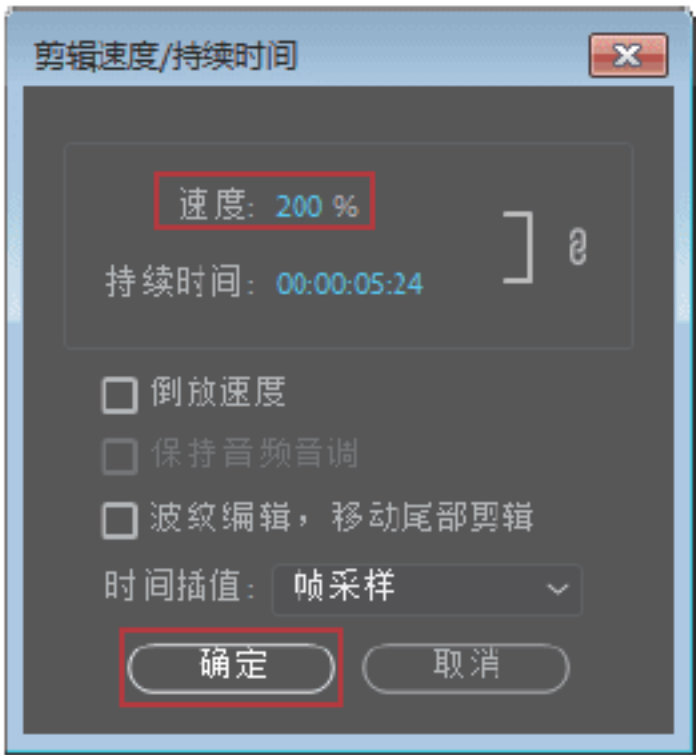 剪辑速度/持续时间
速度: 200 %
持续时间: 00:00:05:24
倒放速度
保持音频音调
波纹编辑，移动尾部剪辑
时间插值: 帧采样
确定 取消